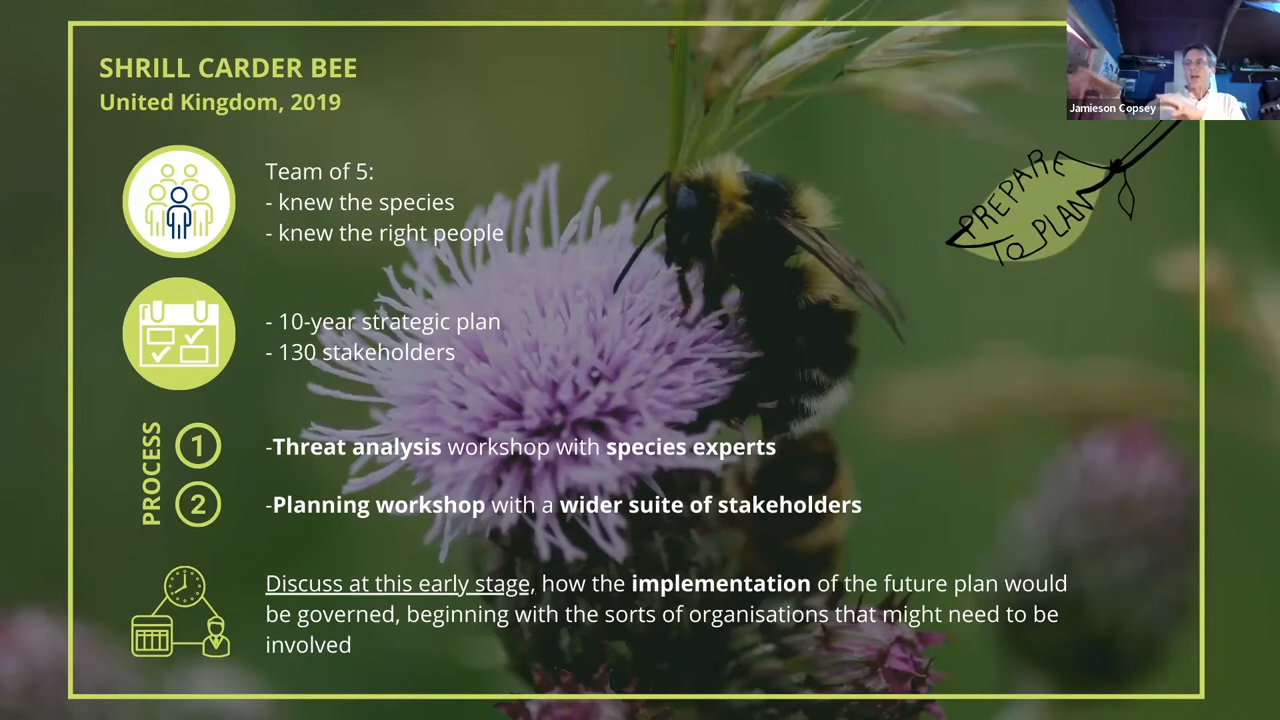 SHRILL CARDER BEE
United Kingdom, 2019
Jamieson Copsey
PREPARE
TO PLAN
Team of 5:
- knew the species
- knew the right people
- 10-year strategic plan
- 130 stakeholders
PROCESS
1
-Threat analysis workshop with species experts
2
-Planning workshop with a wider suite of stakeholders
Discuss at this early stage, how the implementation of the future plan would
be governed, beginning with the sorts of organisations that might need to be
involved